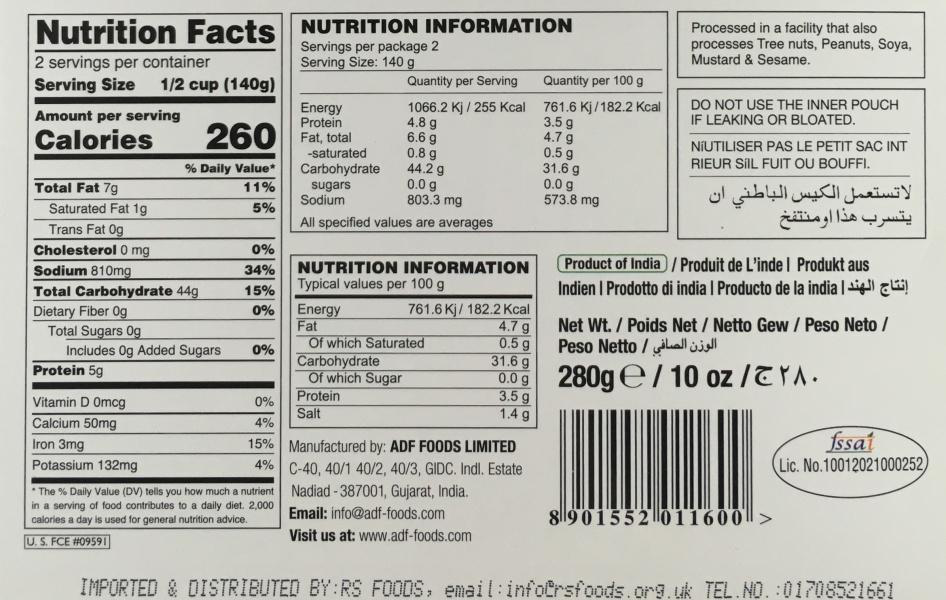 Nutrition Facts
2 servings per container
Serving Size 1/2 cup (140g)
Amount per serving
Calories 260
% Daily Value*
Total Fat 7g 11%
Saturated Fat 1g 5%
Trans Fat 0g
Cholesterol 0 mg 0%
Sodium 810mg 34%
Total Carbohydrate 44g 15%
Dietary Fiber 0g 0%
Total Sugars 0g
Includes 0g Added Sugars 0%
Protein 5g
Vitamin D 0mcg 0%
Calcium 50mg 4%
Iron 3mg 15%
Potassium 132mg 4%
* The % Daily Value (DV) tells you how much a nutrient
in a serving of food contributes to a daily diet. 2,000
calories a day is used for general nutrition advice.
U. S. FCE #09591
NUTRITION INFORMATION
Servings per package 2
Serving Size: 140 g
Quantity per Serving Quantity per 100 g
Energy 1066.2 Kj / 255 Kcal 761.6 Kj / 182.2 Kcal
Protein 4.8 g 3.5 g
Fat, total 6.6 g 4.7 g
-saturated 0.8 g 0.5 g
Carbohydrate 44.2 g 31.6 g
sugars 0.0 g 0.0 g
Sodium 803.3 mg 573.8 mg
All specified values are averages
NUTRITION INFORMATION
Typical values per 100 g
Energy 761.6 Kj / 182.2 Kcal
Fat 4.7 g
Of which Saturated 0.5 g
Carbohydrate 31.6 g
Of which Sugar 0.0 g
Protein 3.5 g
Salt 1.4 g
Manufactured by: ADF FOODS LIMITED
C-40, 40/1 40/2, 40/3, GIDC. Indl. Estate
Nadiad - 387001, Gujarat, India.
Email: info@adf-foods.com
Visit us at: www.adf-foods.com
Processed in a facility that also
processes Tree nuts, Peanuts, Soya,
Mustard & Sesame.
DO NOT USE THE INNER POUCH
IF LEAKING OR BLOATED.
NiUTILISER PAS LE PETIT SAC INT
RIEUR SiIL FUIT OU BOUFFI.
لاتستعمل الكيس الباطني ان
يتسرب هذا اومنتفخ
Product of India / Produit de L'inde | Produkt aus
Indien | Prodotto di india | Producto de la india | إنتاج الهند
Net Wt. / Poids Net / Netto Gew / Peso Neto /
Peso Netto / الوزن الصافي
280g ℮ / 10 oz / ٢٨٠ ج
8 901552 011600 >
fssai
Lic. No.10012021000252
IMPORTED & DISTRIBUTED BY:RS FOODS, email:info@rsfoods.org.uk TEL.NO.:01708521661